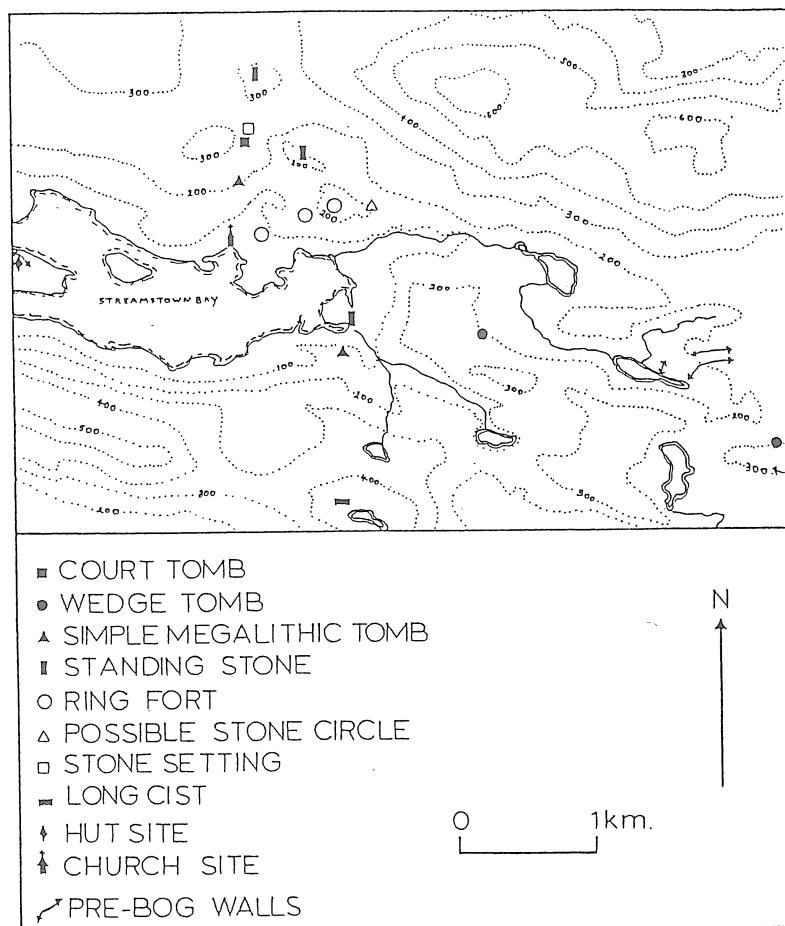 300
300
500
200
600
600
400
300
100
200
200
300
200
STREAMSTOWN BAY
200
100
200
300
400
500
200
300
400
200
100
300
COURT TOMB
WEDGE TOMB
SIMPLE MEGALITHIC TOMB
STANDING STONE
RING FORT
POSSIBLE STONE CIRCLE
STONE SETTING
LONG CIST
HUT SITE
CHURCH SITE
PRE-BOG WALLS
N
0 1km.